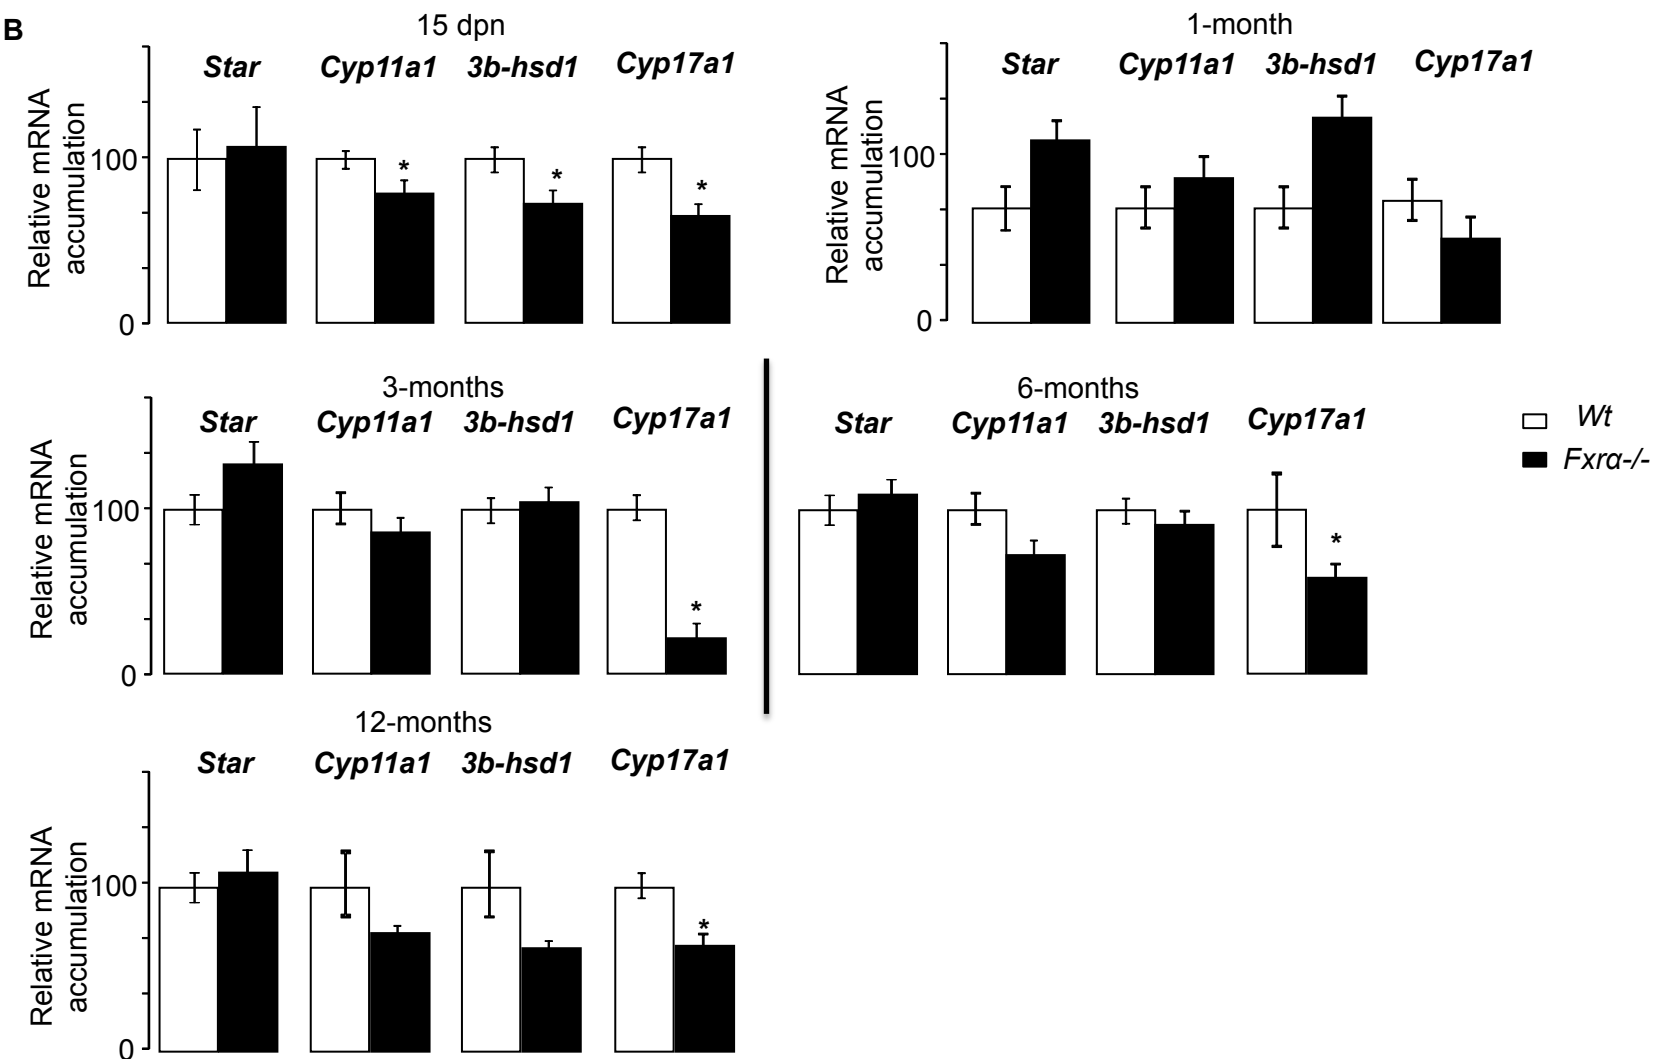 B
15 dpn
Star Cyp11a1 3b-hsd1 Cyp17a1
Relative mRNA
accumulation
100
* * *
0
1-month
Star Cyp11a1 3b-hsd1 Cyp17a1
Relative mRNA
accumulation
100
0
3-months
Star Cyp11a1 3b-hsd1 Cyp17a1
Relative mRNA
accumulation
100
*
0
6-months
Star Cyp11a1 3b-hsd1 Cyp17a1
*
Wt
Fxrα-/-
12-months
Star Cyp11a1 3b-hsd1 Cyp17a1
Relative mRNA
accumulation
100
*
0